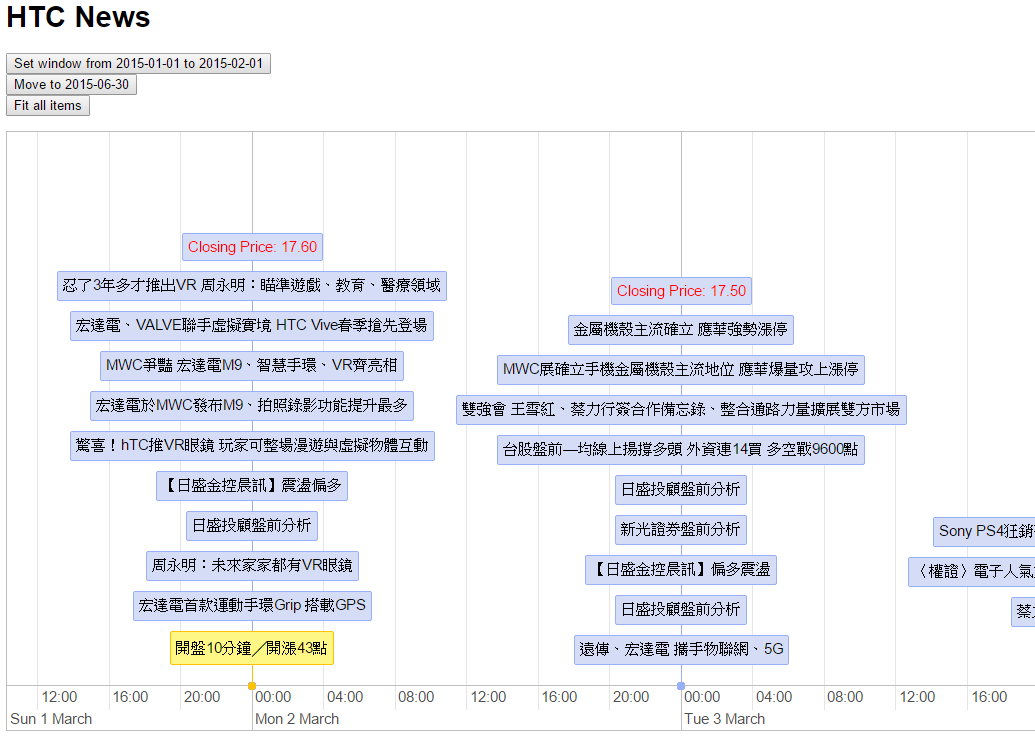 HTC News
Set window from 2015-01-01 to 2015-02-01
Move to 2015-06-30
Fit all items
Closing Price: 17.60
忍了3年多才推出VR 周永明：瞄準遊戲、教育、醫療領域
宏達電、VALVE聯手虛擬實境 HTC Vive春季搶先登場
MWC爭豔 宏達電M9、智慧手環、VR齊亮相
宏達電於MWC發布M9、拍照錄影功能提升最多
驚喜！hTC推VR眼鏡 玩家可整場漫遊與虛擬物體互動
【日盛金控晨訊】震盪偏多
日盛投顧盤前分析
周永明：未來家家都有VR眼鏡
宏達電首款運動手環Grip 搭載GPS
開盤10分鐘／開漲43點
Closing Price: 17.50
金屬機殼主流確立 應華強勢漲停
MWC展確立手機金屬機殼主流地位 應華爆量攻上漲停
雙強會 王雪紅、蔡力行簽合作備忘錄、整合通路力量擴展雙方市場
台股盤前—均線上揚撐多頭 外資連14買 多空戰9600點
日盛投顧盤前分析
新光證券盤前分析
【日盛金控晨訊】偏多震盪
日盛投顧盤前分析
遠傳、宏達電 攜手物聯網、5G
Sony PS4狂銷
〈權證〉電子人氣
蔡
12:00 16:00 20:00 00:00 04:00 08:00 12:00 16:00 20:00 00:00 04:00 08:00 12:00 16:00
Sun 1 March Mon 2 March Tue 3 March